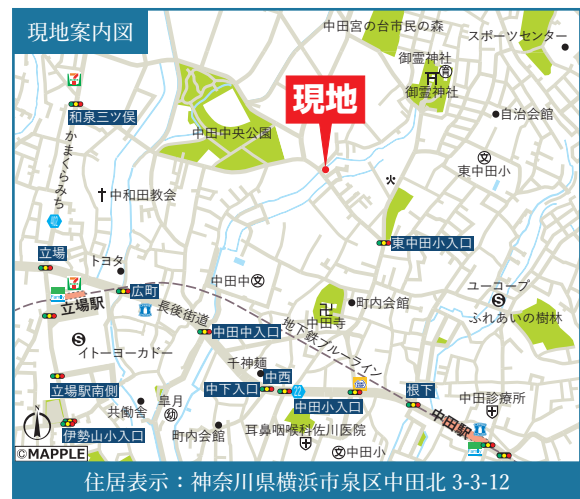 現地案内図
中田宮の台市民の森
スポーツセンター
御霊神社
御霊神社
現地
自治会館
和泉三ツ俣
中田中央公園
東中田小
かまくらみち
中和田教会
東中田小入口
立場
トヨタ
中田中
ユーコープ
広町
立場駅
長後街道
町内会館
中田寺
ふれあいの樹林
中田中入口
地下鉄ブルーライン
イトーヨーカドー
千神麺
立場駅南側
中下入口
中西
22
中田小入口
根下
中田診療所
共働舎
皐月
中田駅
伊勢山小入口
町内会館
耳鼻咽喉科佐川医院
中田小
N
©MAPPLE
住居表示：神奈川県横浜市泉区中田北 3-3-12